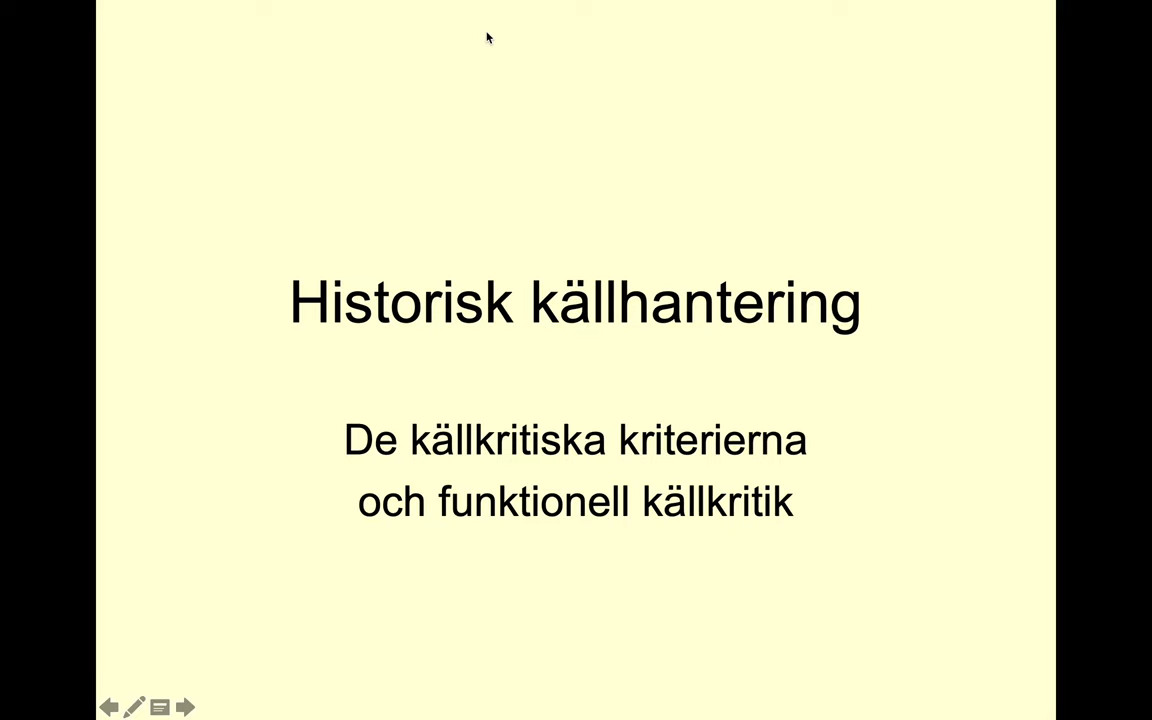 Historisk källhantering
De källkritiska kriterierna
och funktionell källkritik